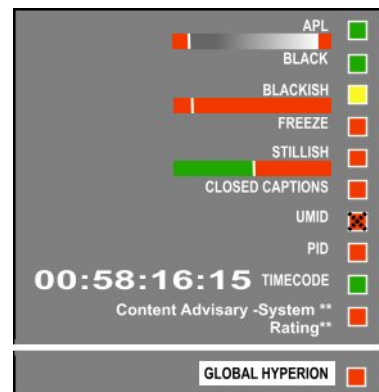 APL
BLACK
BLACKISH
FREEZE
STILLISH
CLOSED CAPTIONS
UMID
PID
00:58:16:15 TIMECODE
Content Advisary -System **
Rating**
GLOBAL HYPERION